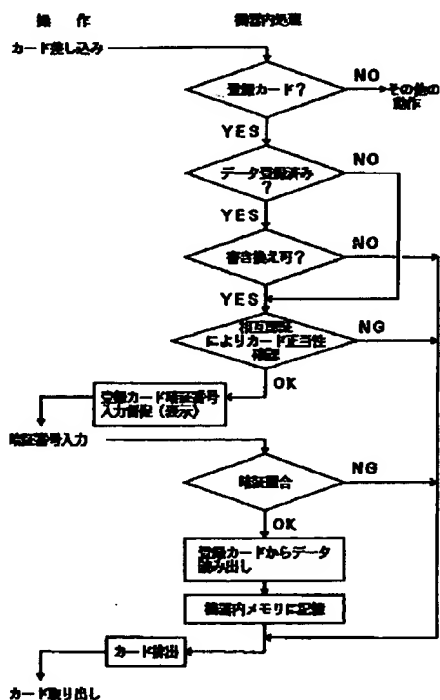 操 作
機器内処理
カード差し込み
登録カード?
NO
その他の
動作
YES
データ登録済み
?
NO
YES
書き換え可?
NO
YES
相互認証
によりカード正当性
確認
NG
OK
登録カード暗証番号
入力督促(表示)
暗証番号入力
暗証照合
NG
OK
登録カードからデータ
読み出し
機器内メモリに記録
カード排出
カード取り出し